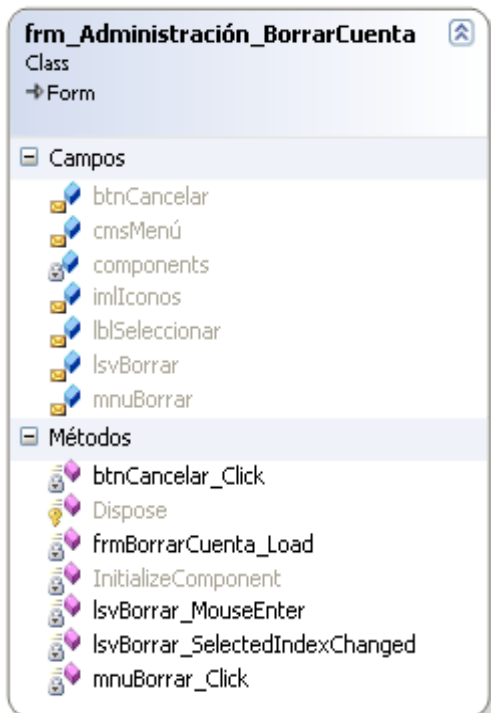 frm_Administración_BorrarCuenta
Class
Form
Campos
btnCancelar
cmsMenú
components
imlIconos
lblSeleccionar
lsvBorrar
mnuBorrar
Métodos
btnCancelar_Click
Dispose
frmBorrarCuenta_Load
InitializeComponent
lsvBorrar_MouseEnter
lsvBorrar_SelectedIndexChanged
mnuBorrar_Click